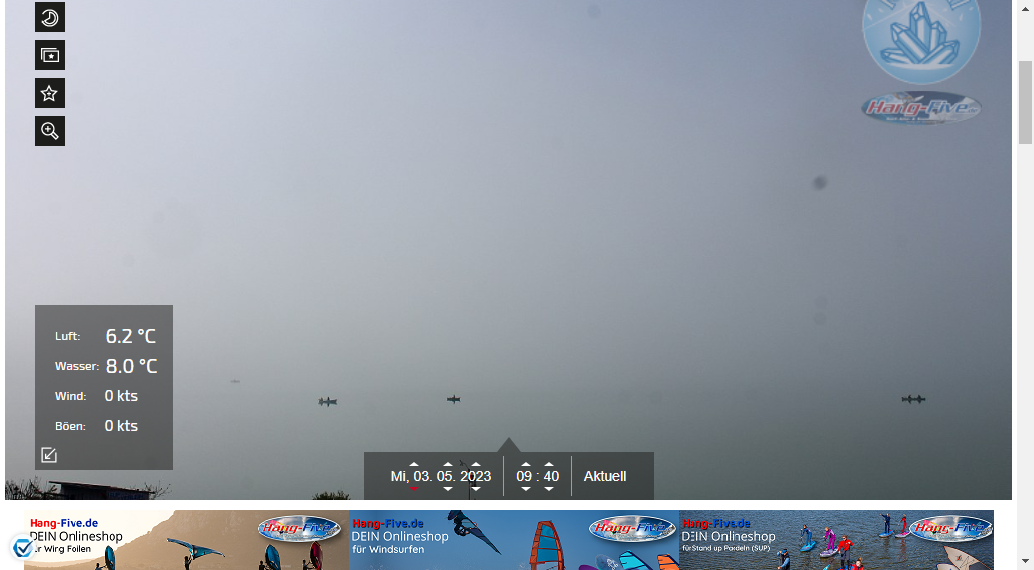 Hang-Five
Luft: 6.2 °C
Wasser: 8.0 °C
Wind: 0 kts
Böen: 0 kts
Mi, 03. 05. 2023 09 : 40 Aktuell
Hang-Five.de
DEIN Onlineshop
für Wing Foilen
Hang-Five
Hang-Five.de
DEIN Onlineshop
für Windsurfen
Hang-Five
Hang-Five.de
DEIN Onlineshop
für Stand up Paddeln (SUP)
Hang-Five